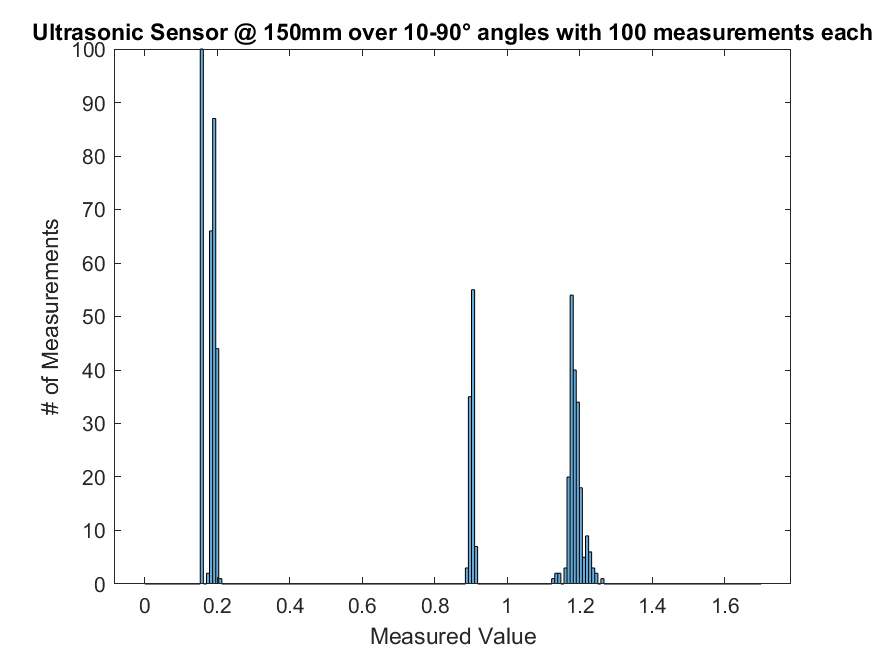 Ultrasonic Sensor @ 150mm over 10-90° angles with 100 measurements each
100
90
80
70
60
50
40
30
20
10
0
# of Measurements
0 0.2 0.4 0.6 0.8 1 1.2 1.4 1.6
Measured Value